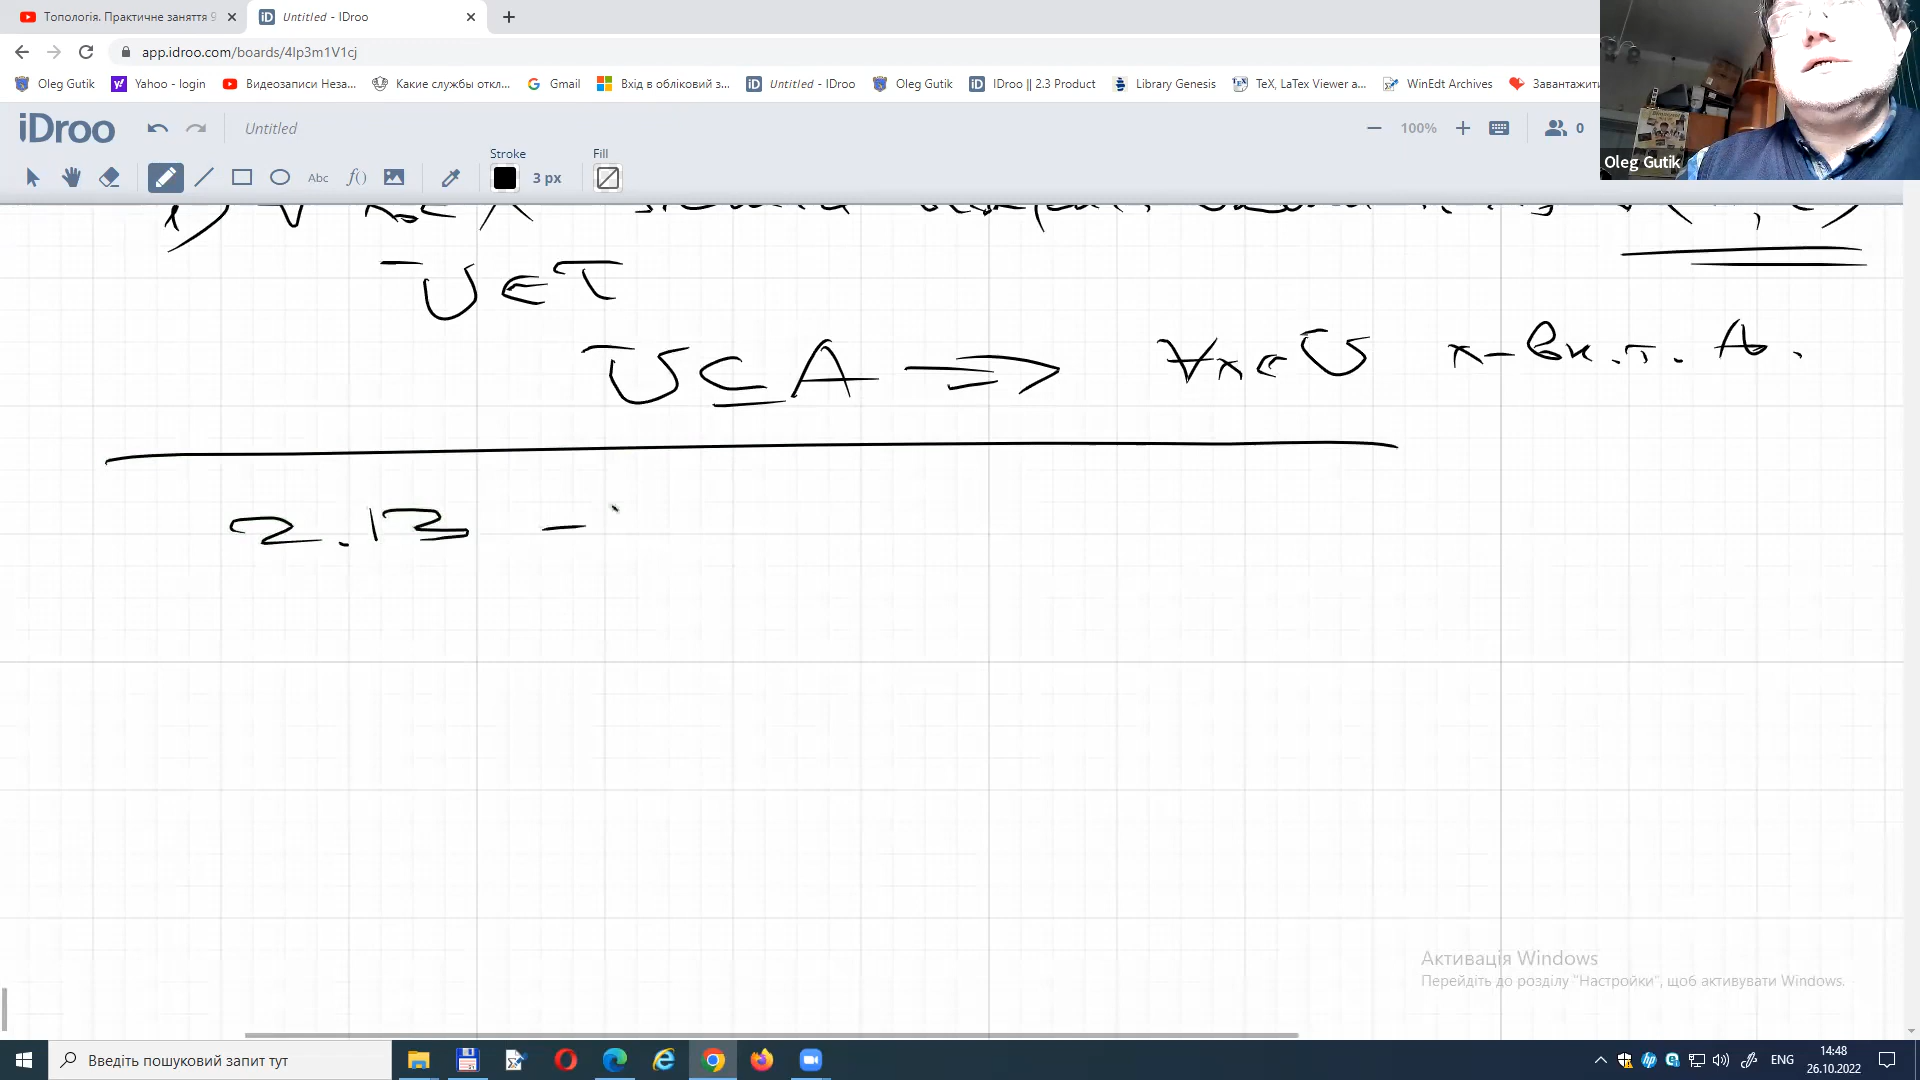 Топологія. Практичне заняття 9
Untitled - IDroo
app.idroo.com/boards/4lp3m1V1cj
Oleg Gutik
Yahoo - login
Видеозаписи Неза...
Какие службы откл...
Gmail
Вхід в обліковий з...
Untitled - IDroo
Oleg Gutik
IDroo || 2.3 Product
Library Genesis
TeX, LaTex Viewer a...
WinEdt Archives
Завантажити
iDroo
Untitled
100%
0
Oleg Gutik
Stroke
Fill
Abc
f()
3 px
U ∈ τ
U ⊆ A ⟹ ∀x∈U x – вн. т. A.
2.13 –
Активація Windows
Перейдіть до розділу "Настройки", щоб активувати Windows.
Введіть пошуковий запит тут
ENG
14:48
26.10.2022